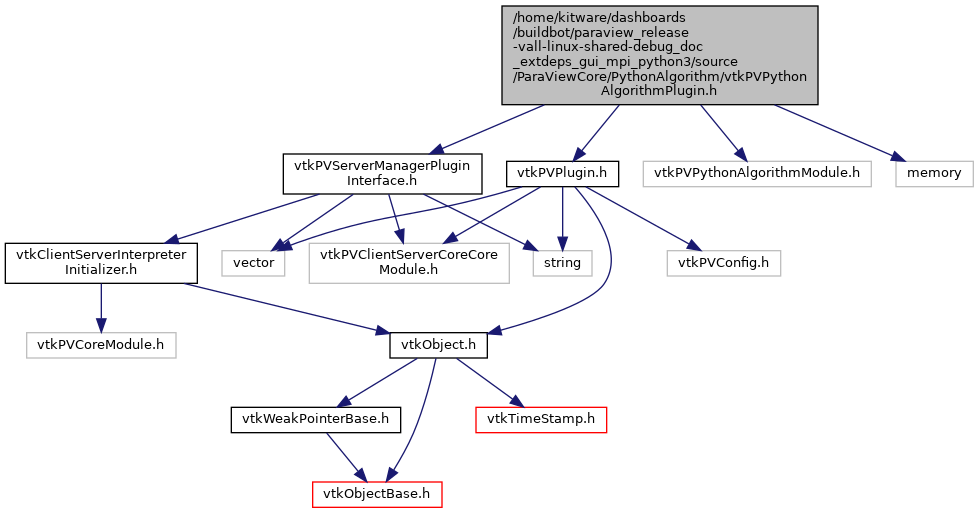 /home/kitware/dashboards
/buildbot/paraview_release
-vall-linux-shared-debug_doc
_extdeps_gui_mpi_python3/source
/ParaViewCore/PythonAlgorithm/vtkPVPython
AlgorithmPlugin.h
vtkPVServerManagerPlugin
Interface.h
vtkPVPlugin.h
vtkPVPythonAlgorithmModule.h
memory
vtkClientServerInterpreter
Initializer.h
vector
vtkPVClientServerCoreCore
Module.h
string
vtkPVConfig.h
vtkPVCoreModule.h
vtkObject.h
vtkWeakPointerBase.h
vtkTimeStamp.h
vtkObjectBase.h